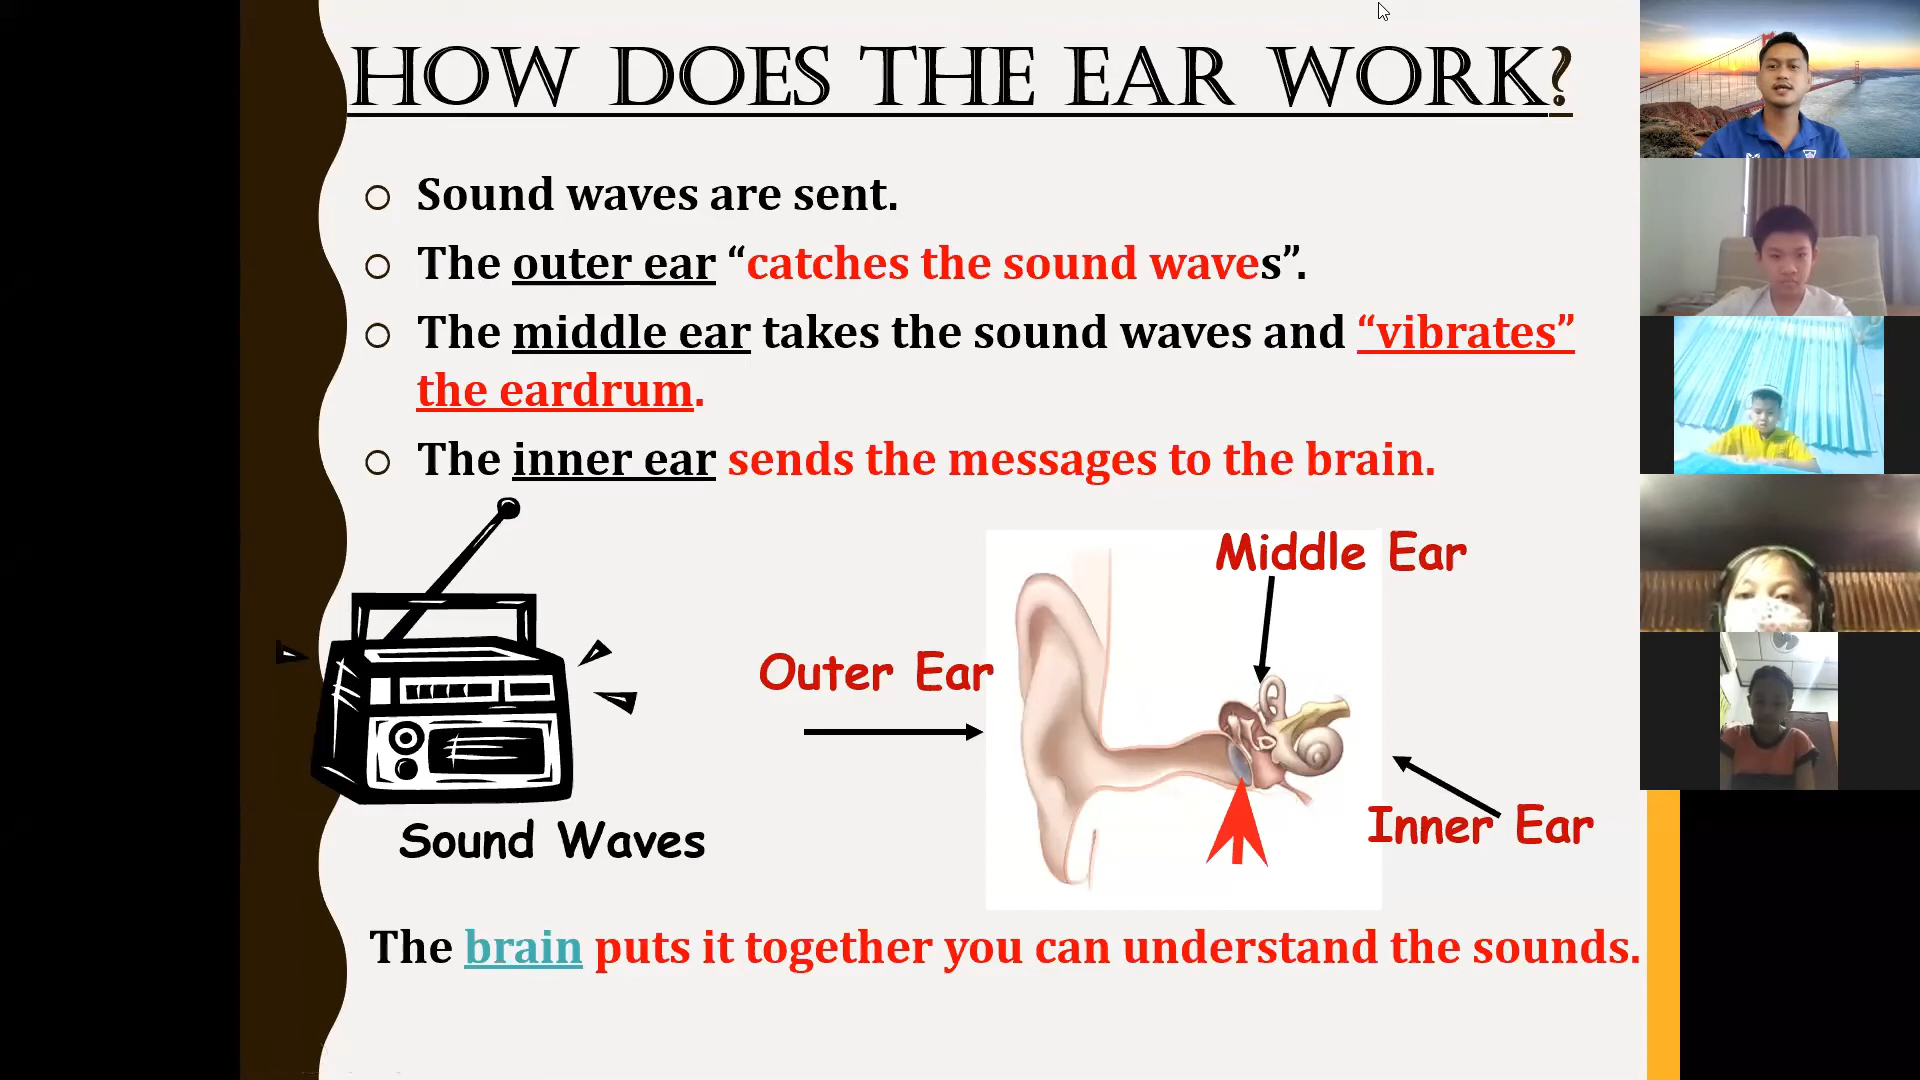 HOW DOES THE EAR WORK?
Sound waves are sent.
The outer ear “catches the sound waves”.
The middle ear takes the sound waves and “vibrates”
the eardrum.
The inner ear sends the messages to the brain.
Middle Ear
Outer Ear
Inner Ear
Sound Waves
The brain puts it together you can understand the sounds.